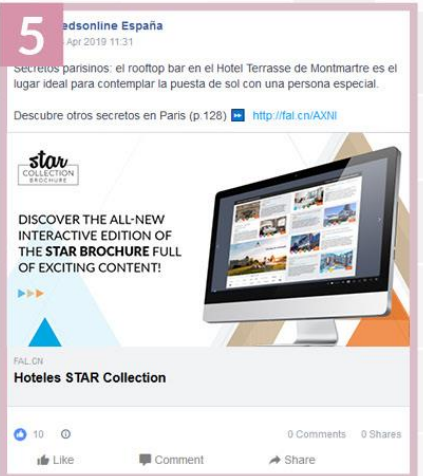 5
edsonline España
Apr 2019 11:31
Secretos parisinos: el rooftop bar en el Hotel Terrasse de Montmartre es el
lugar ideal para contemplar la puesta de sol con una persona especial.
Descubre otros secretos en Paris (p.128) http://fal.cn/AXNl
star
COLLECTION
BROCHURE
DISCOVER THE ALL-NEW
INTERACTIVE EDITION OF
THE STAR BROCHURE FULL
OF EXCITING CONTENT!
FAL.CN
Hoteles STAR Collection
10
0 Comments 0 Shares
Like Comment Share